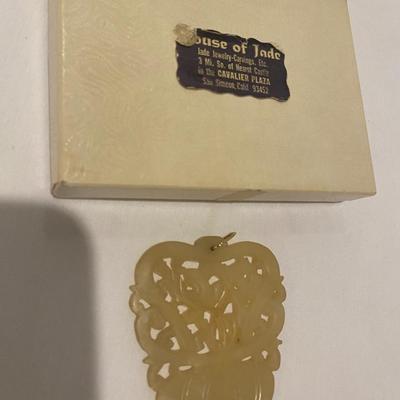 ouse of Jade
Jade Jewelry-Carvings, Etc.
3 Mi. So. of Hearst Castle
in the CAVALIER PLAZA
San Simeon, Calif 93452